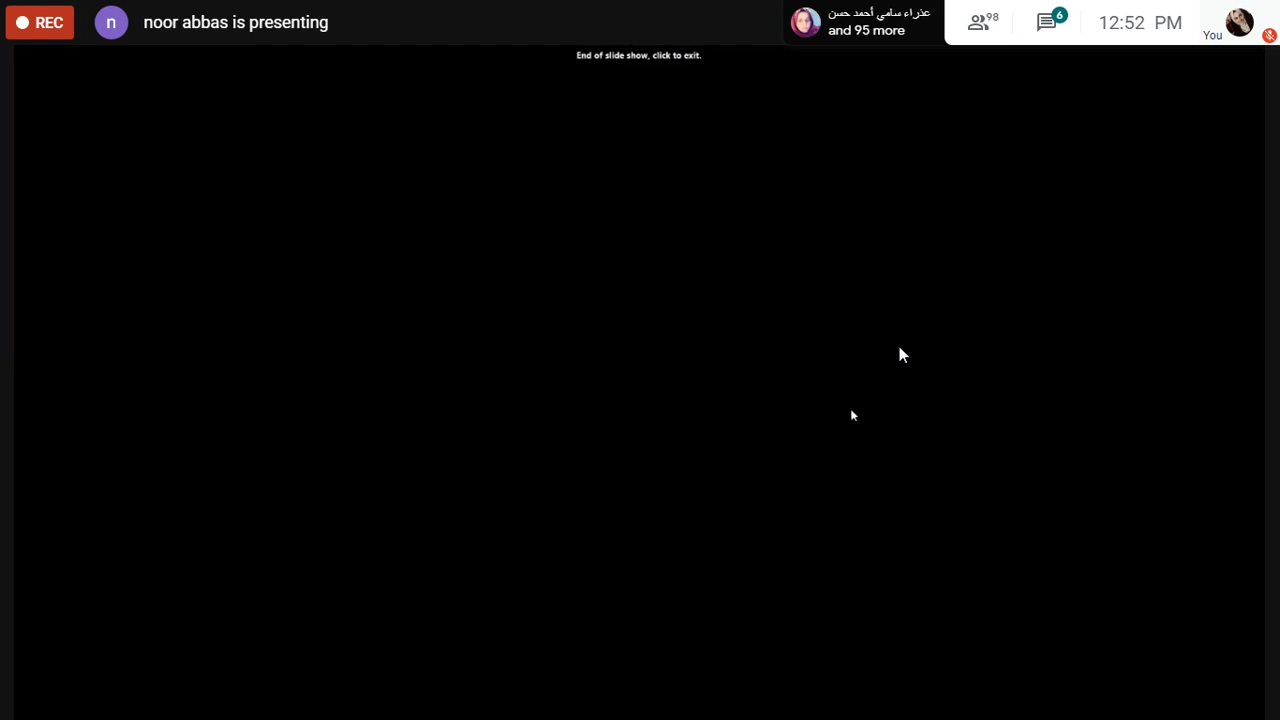 REC
n
noor abbas is presenting
عذراء سامي أحمد حسن
and 95 more
98
6
12:52 PM
You
End of slide show, click to exit.